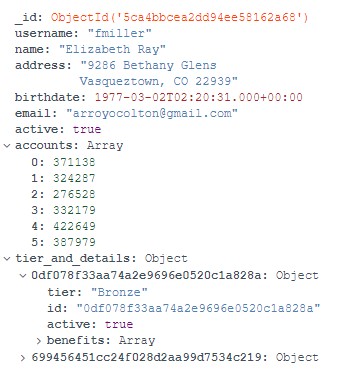 _id: ObjectId('5ca4bbcea2dd94ee58162a68')
username: "fmiller"
name: "Elizabeth Ray"
address: "9286 Bethany Glens
Vasqueztown, CO 22939"
birthdate: 1977-03-02T02:20:31.000+00:00
email: "arroyocolton@gmail.com"
active: true
accounts: Array
0: 371138
1: 324287
2: 276528
3: 332179
4: 422649
5: 387979
tier_and_details: Object
0df078f33aa74a2e9696e0520c1a828a: Object
tier: "Bronze"
id: "0df078f33aa74a2e9696e0520c1a828a"
active: true
benefits: Array
699456451cc24f028d2aa99d7534c219: Object